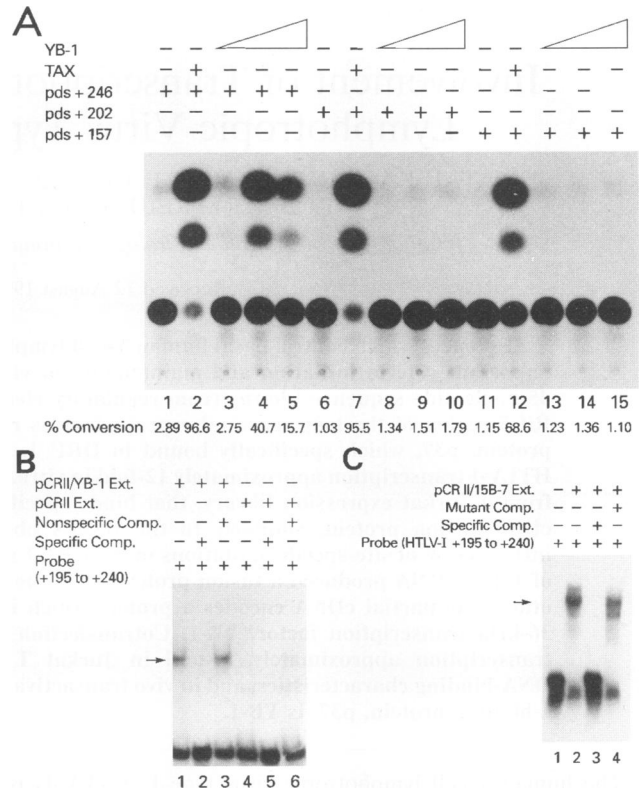 A
YB-1 − − − − − −
TAX − + − − − − + − − − − + − − −
pds + 246 + + + + + − − − − − − − − − −
pds + 202 − − − − − + + + + + − − − − −
pds + 157 − − − − − − − − − − + + + + +
1 2 3 4 5 6 7 8 9 10 11 12 13 14 15
% Conversion 2.89 96.6 2.75 40.7 15.7 1.03 95.5 1.34 1.51 1.79 1.15 68.6 1.23 1.36 1.10
B
pCRII/YB-1 Ext. + + + − − −
pCRII Ext. − − − + + +
Nonspecific Comp. − − + − − +
Specific Comp. − + − − + −
Probe + + + + + +
(+195 to +240)
1 2 3 4 5 6
C
pCR II/15B-7 Ext. − + + +
Mutant Comp. − − − +
Specific Comp. − − + −
Probe (HTLV-I +195 to +240) + + + +
1 2 3 4